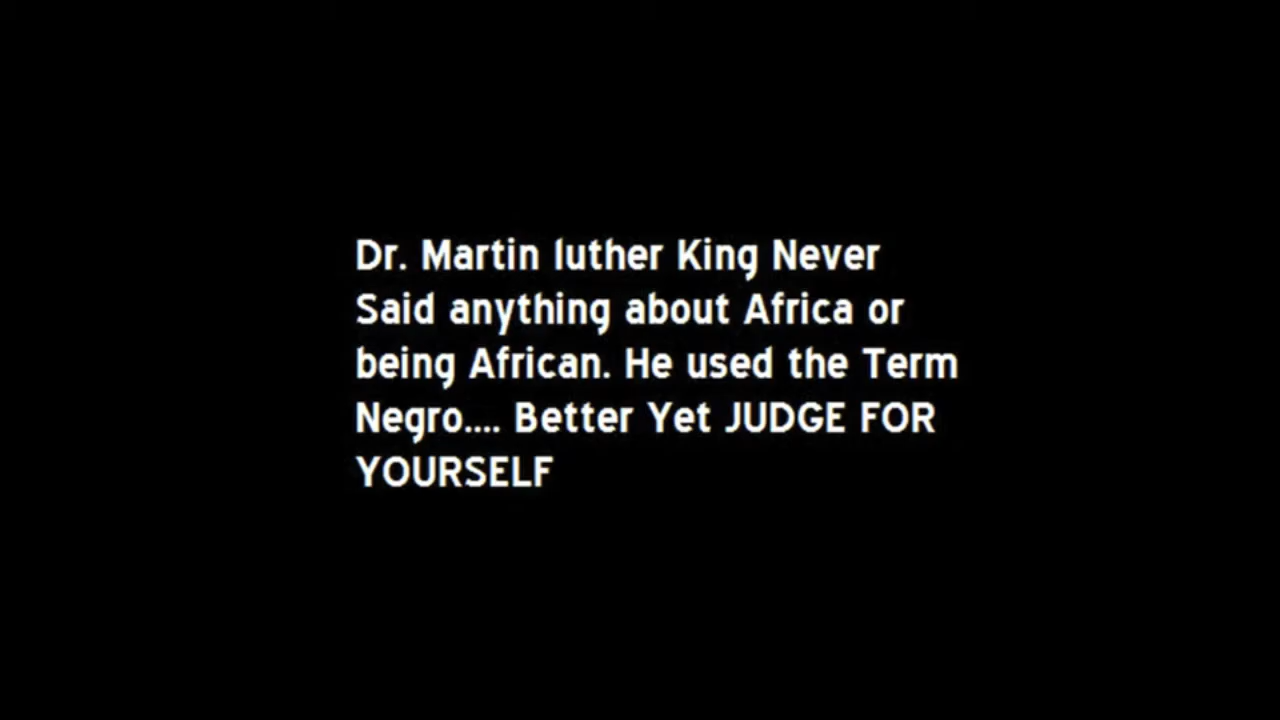 Dr. Martin luther King Never
Said anything about Africa or
being African. He used the Term
Negro.... Better Yet JUDGE FOR
YOURSELF